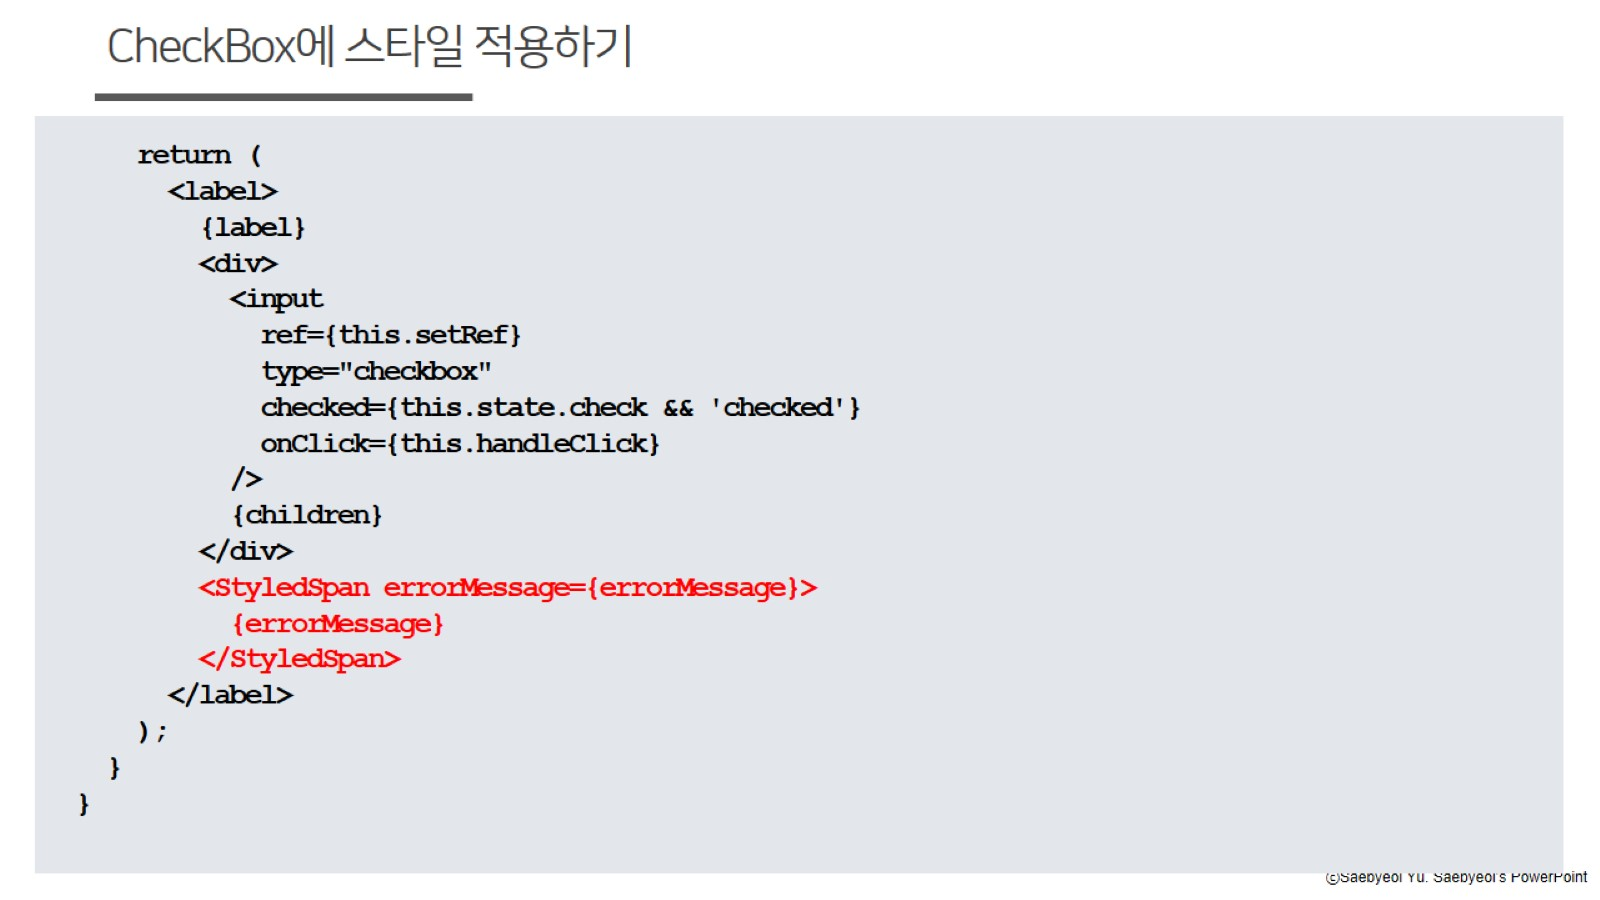 CheckBox에 스타일 적용하기
return (
<label>
{label}
<div>
<input
ref={this.setRef}
type="checkbox"
checked={this.state.check && 'checked'}
onClick={this.handleClick}
/>
{children}
</div>
<StyledSpan errorMessage={errorMessage}>
{errorMessage}
</StyledSpan>
</label>
);
}
}
ⓒSaebyeol Yu. Saebyeol's PowerPoint